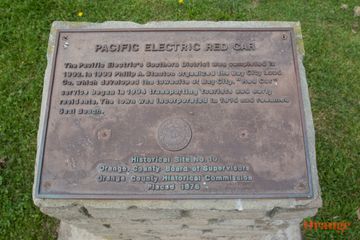 PACIFIC ELECTRIC RED CAR
The Pacific Electric's Southern District was completed in
1902. In 1903 Philip A. Stanton organized the Bay City Land
Co. which developed the townsite of Bay City. "Red Car"
service began in 1904 transporting tourists and early
residents. The town was incorporated in 1915 and renamed
Seal Beach.
Historical Site No. 10
Orange County Board of Supervisors
Orange County Historical Commission
Placed 1976
Orange